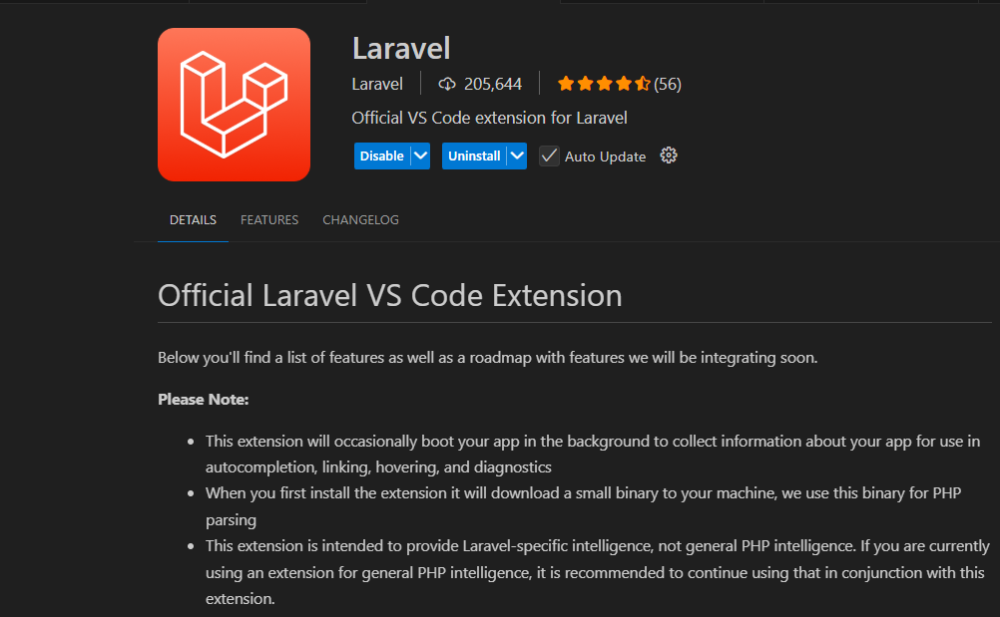 Laravel
Laravel 205,644 (56)
Official VS Code extension for Laravel
Disable Uninstall Auto Update
DETAILS FEATURES CHANGELOG
Official Laravel VS Code Extension
Below you'll find a list of features as well as a roadmap with features we will be integrating soon.
Please Note:
This extension will occasionally boot your app in the background to collect information about your app for use in
autocompletion, linking, hovering, and diagnostics
When you first install the extension it will download a small binary to your machine, we use this binary for PHP
parsing
This extension is intended to provide Laravel-specific intelligence, not general PHP intelligence. If you are currently
using an extension for general PHP intelligence, it is recommended to continue using that in conjunction with this
extension.